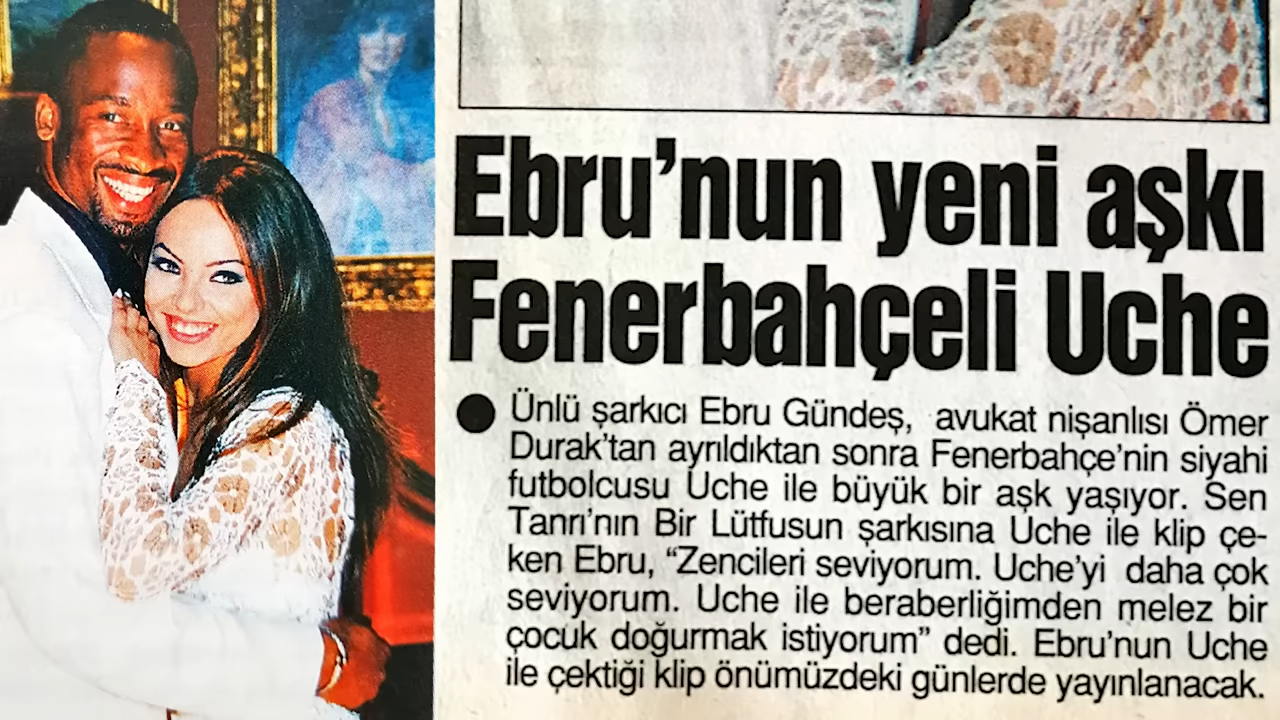 Ebru'nun yeni aşkı
Fenerbahçeli Uche
● Ünlü şarkıcı Ebru Gündeş, avukat nişanlısı Ömer
Durak'tan ayrıldıktan sonra Fenerbahçe'nin siyahi
futbolcusu Uche ile büyük bir aşk yaşıyor. Sen
Tanrı'nın Bir Lütfusun şarkısına Uche ile klip çe-
ken Ebru, “Zencileri seviyorum. Uche'yi daha çok
seviyorum. Uche ile beraberliğimden melez bir
çocuk doğurmak istiyorum” dedi. Ebru'nun Uche
ile çektiği klip önümüzdeki günlerde yayınlanacak.